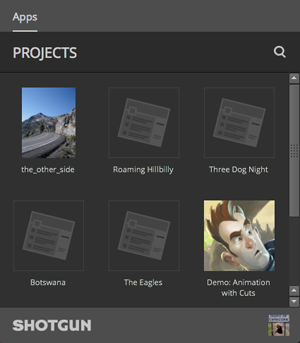 Apps
PROJECTS
the_other_side
Roaming Hillbilly
Three Dog Night
Botswana
The Eagles
Demo: Animation
with Cuts
SHOTGUN